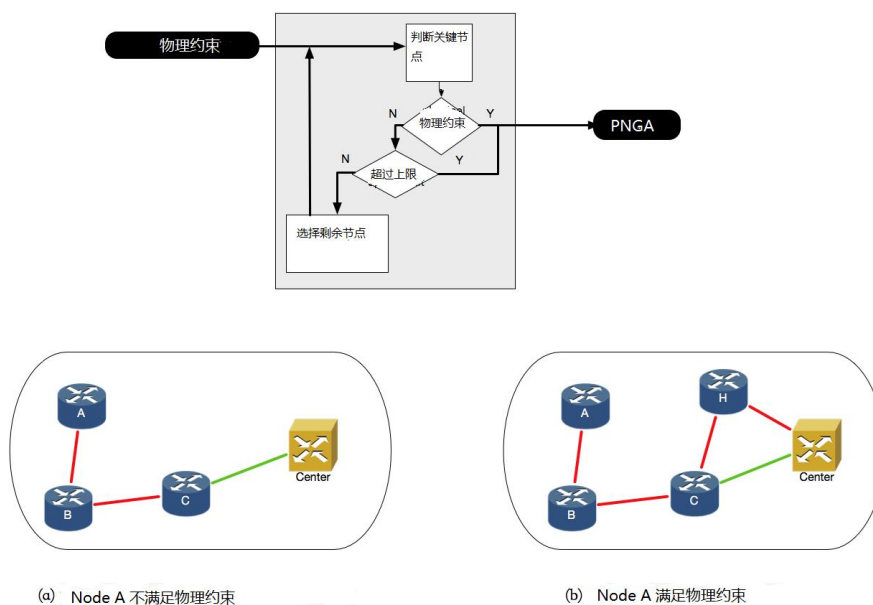 物理约束
判断关键节
点
N
Y
物理约束
PNGA
N
Y
超过上限
选择剩余节点
A
B
C
Center
A
H
B
C
Center
(a) Node A 不满足物理约束
(b) Node A 满足物理约束